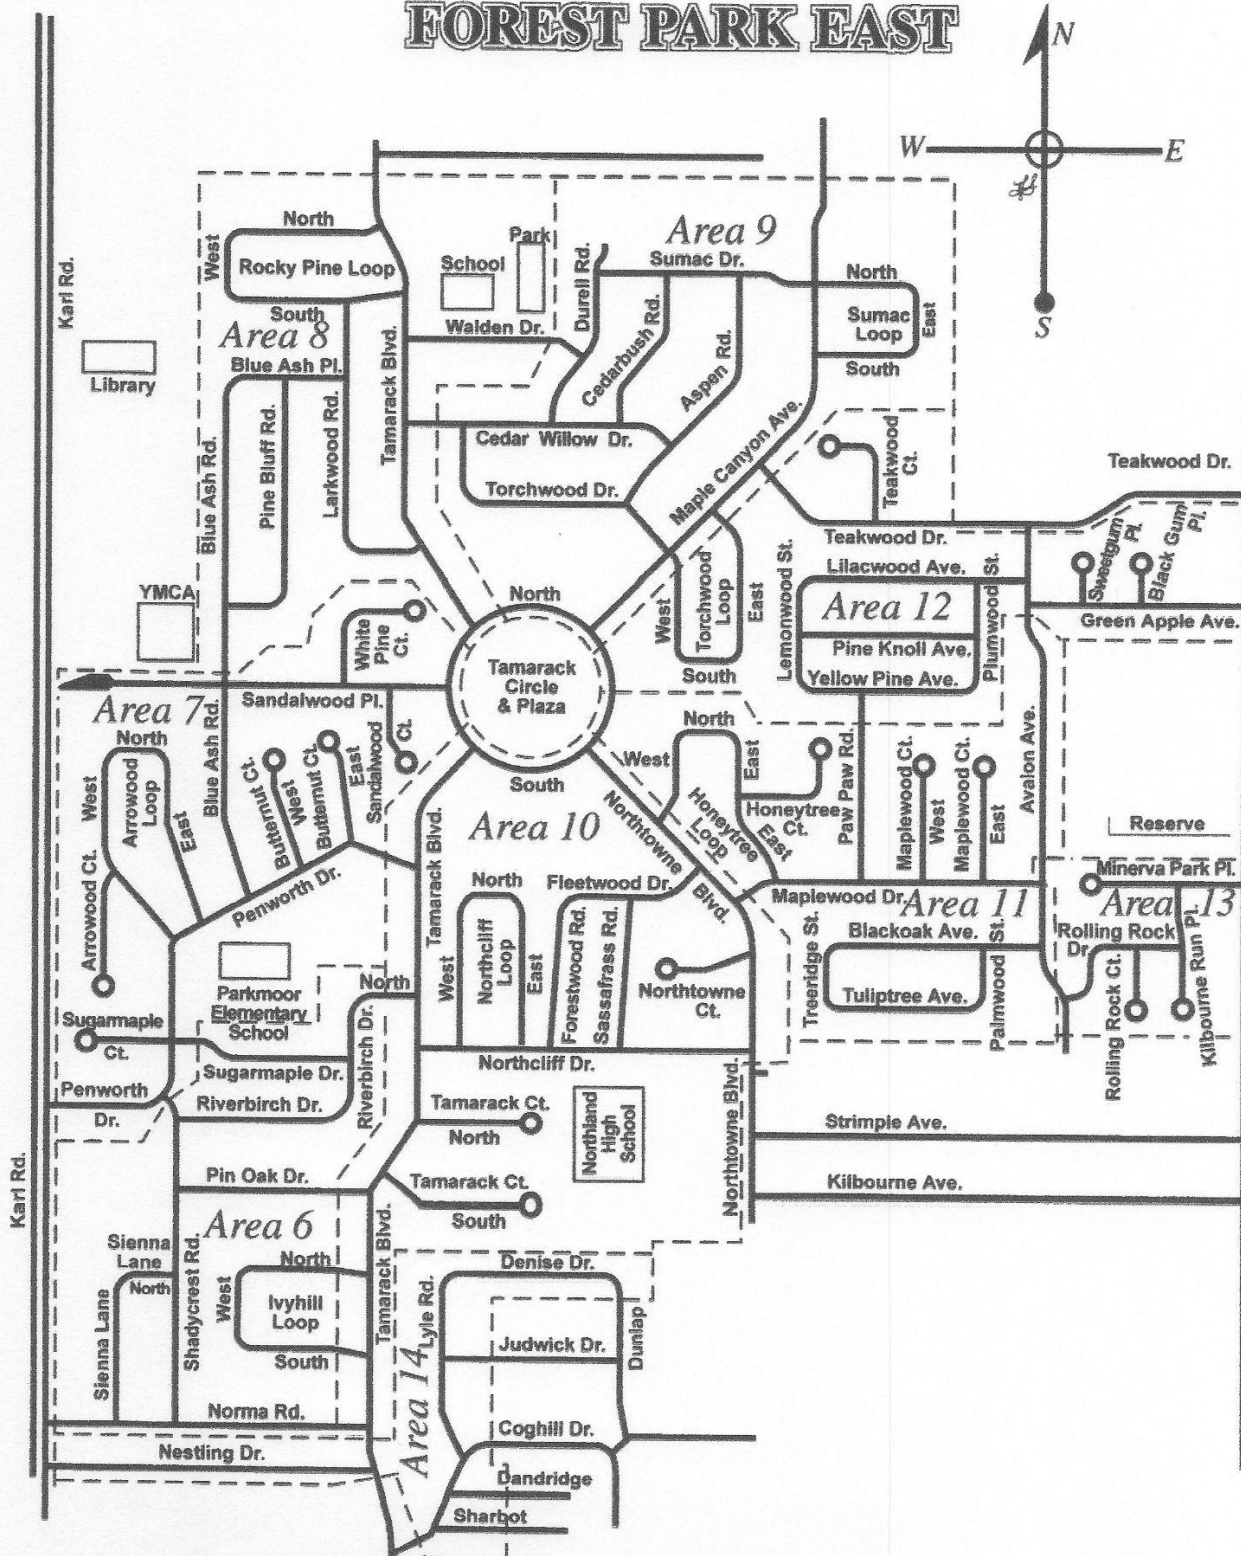 FOREST PARK EAST
N
W
E
S
Karl Rd.
North
West
Rocky Pine Loop
South
Area 8
School
Park
Walden Dr.
Durell Rd.
Area 9
Sumac Dr.
North
Sumac
Loop
East
South
Library
Blue Ash Pl.
Blue Ash Rd.
Pine Bluff Rd.
Larkwood Rd.
Tamarack Blvd.
Cedarbush Rd.
Aspen Rd.
Cedar Willow Dr.
Torchwood Dr.
Maple Canyon Ave.
Teakwood
Ct.
Teakwood Dr.
Teakwood Dr.
Sweetgum Pl.
Black Gum Pl.
Green Apple Ave.
Lilacwood Ave.
Lemonwood St.
Area 12
Plumwood St.
Pine Knoll Ave.
Yellow Pine Ave.
West
Torchwood
Loop
East
South
YMCA
White
Pine
Ct.
North
Tamarack
Circle
& Plaza
South
Sandalwood Pl.
Area 7
North
West
Arrowood
Loop
East
Arrowood Ct.
Blue Ash Rd.
Butternut Ct.
West
Butternut Ct.
East
Sandalwood
Ct.
Penworth Dr.
Tamarack Blvd.
Area 10
Northtowne
Blvd.
North
West
East
Honeytree
Loop
East
Honeytree
Ct.
Paw Paw Rd.
Maplewood Ct.
West
Maplewood Ct.
East
Avalon Ave.
Reserve
Minerva Park Pl.
Area 13
Rolling Rock
Dr.
Rolling Rock Ct.
Kilbourne Run Pl.
Maplewood Dr.
Area 11
Blackoak Ave.
Treeridge St.
Tuliptree Ave.
Palmwood St.
Fleetwood Dr.
North
West
Northcliff
Loop
East
Forestwood Rd.
Sassafrass Rd.
Northtowne
Ct.
Northcliff Dr.
Parkmoor
Elementary
School
North
Riverbirch Dr.
Sugarmaple
Ct.
Sugarmaple Dr.
Riverbirch Dr.
Penworth
Dr.
Tamarack Ct.
North
Tamarack Ct.
South
Northland
High
School
Northtowne Blvd.
Strimple Ave.
Kilbourne Ave.
Karl Rd.
Pin Oak Dr.
Area 6
Sienna
Lane
North
Sienna Lane
Shadycrest Rd.
North
West
Ivyhill
Loop
South
Tamarack Blvd.
Norma Rd.
Nestling Dr.
Area 14
Lyle Rd.
Denise Dr.
Judwick Dr.
Dunlap
Coghill Dr.
Dandridge
Sharbot